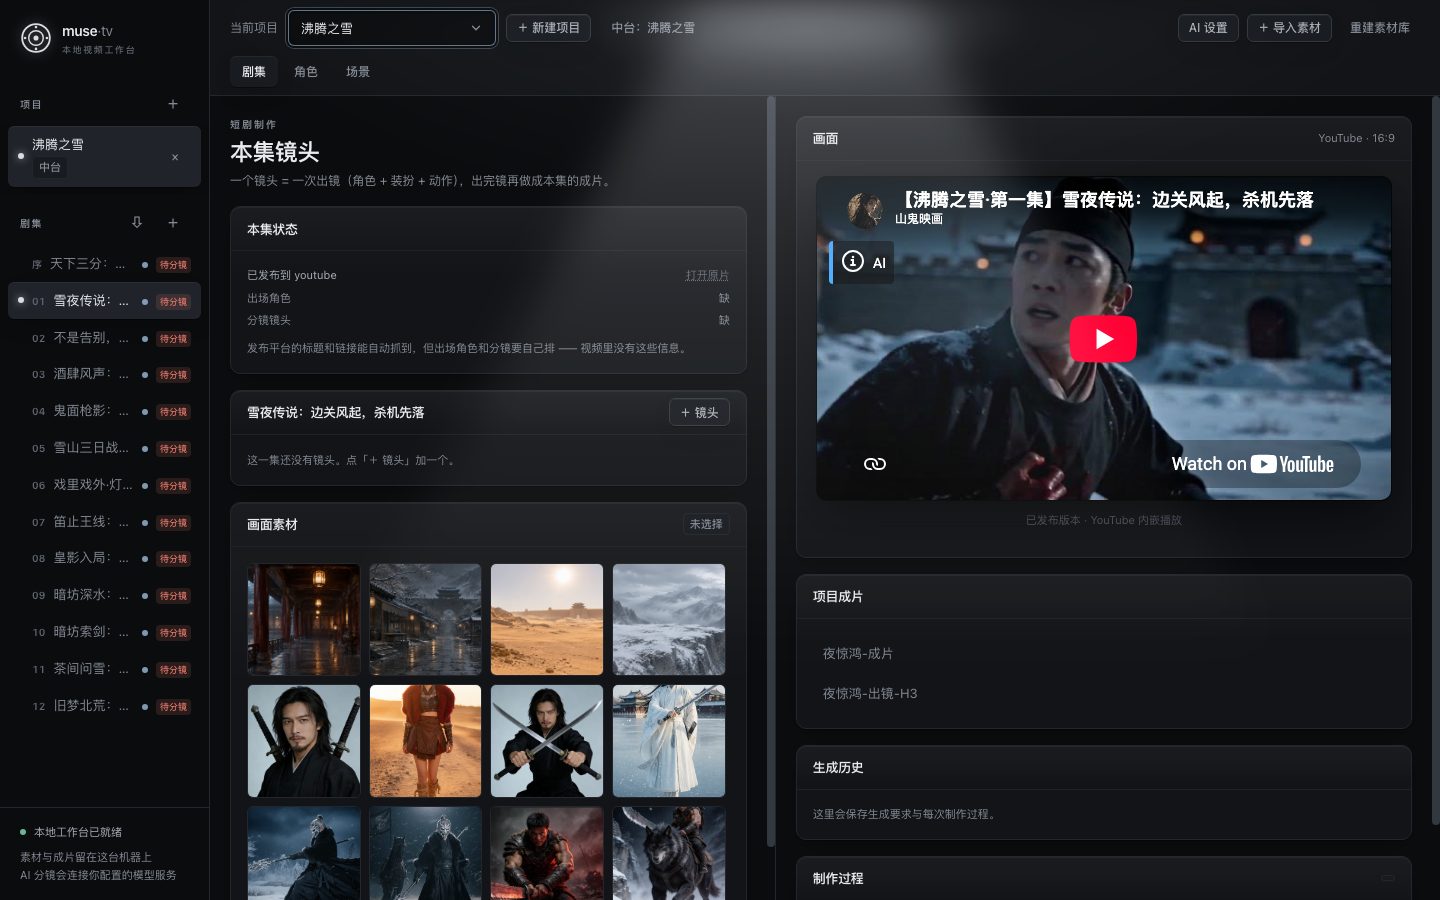 muse·tv
本地视频工作台
项目
+
沸腾之雪
中台
×
剧集
+
序 天下三分：... 待分镜
01 雪夜传说：... 待分镜
02 不是告别，... 待分镜
03 酒肆风声：... 待分镜
04 鬼面枪影：... 待分镜
05 雪山三日战... 待分镜
06 戏里戏外·灯... 待分镜
07 笛止王线：... 待分镜
08 皇影入局：... 待分镜
09 暗坊深水：... 待分镜
10 暗坊索剑：... 待分镜
11 茶间问雪：... 待分镜
12 旧梦北荒：... 待分镜
本地工作台已就绪
素材与成片留在这台机器上
AI 分镜会连接你配置的模型服务
当前项目 沸腾之雪 + 新建项目 中台：沸腾之雪 AI 设置 + 导入素材 重建素材库
剧集 角色 场景
短剧制作
本集镜头
一个镜头 = 一次出镜（角色 + 装扮 + 动作），出完镜再做成本集的成片。
本集状态
已发布到 youtube 打开原片
出场角色 缺
分镜镜头 缺
发布平台的标题和链接能自动抓到，但出场角色和分镜要自己排 —— 视频里没有这些信息。
雪夜传说：边关风起，杀机先落 + 镜头
这一集还没有镜头。点「＋ 镜头」加一个。
画面素材 未选择
画面 YouTube · 16:9
【沸腾之雪·第一集】雪夜传说：边关风起，杀机先落
山鬼映画
AI
Watch on YouTube
已发布版本 · YouTube 内嵌播放
项目成片
夜惊鸿-成片
夜惊鸿-出镜-H3
生成历史
这里会保存生成要求与每次制作过程。
制作过程